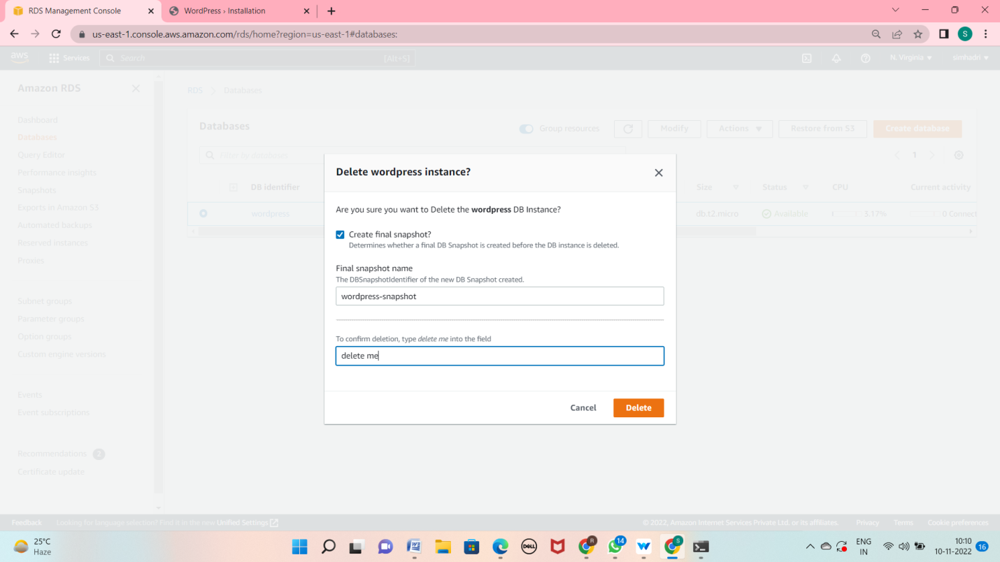 RDS Management Console
WordPress › Installation
us-east-1.console.aws.amazon.com/rds/home?region=us-east-1#databases:
S
aws
Services
Search
[Alt+S]
N. Virginia
simhadri
Amazon RDS
Dashboard
Databases
Query Editor
Performance insights
Snapshots
Exports in Amazon S3
Automated backups
Reserved instances
Proxies
Subnet groups
Parameter groups
Option groups
Custom engine versions
Events
Event subscriptions
Recommendations 2
Certificate update
RDS > Databases
Databases
Group resources
Modify
Actions
Restore from S3
Create database
Filter by databases
1
DB identifier
Size
Status
CPU
Current activity
wordpress
db.t2.micro
Available
3.17%
0 Connect
Delete wordpress instance?
Are you sure you want to Delete the wordpress DB Instance?
Create final snapshot?
Determines whether a final DB Snapshot is created before the DB instance is deleted.
Final snapshot name
The DBSnapshotIdentifier of the new DB Snapshot created.
wordpress-snapshot
To confirm deletion, type delete me into the field
delete me
Cancel
Delete
Feedback
Looking for language selection? Find it in the new Unified Settings
© 2022, Amazon Internet Services Private Ltd. or its affiliates.
Privacy
Terms
Cookie preferences
25°C
Haze
DELL
R
14
S
ENG
IN
10:10
10-11-2022
16